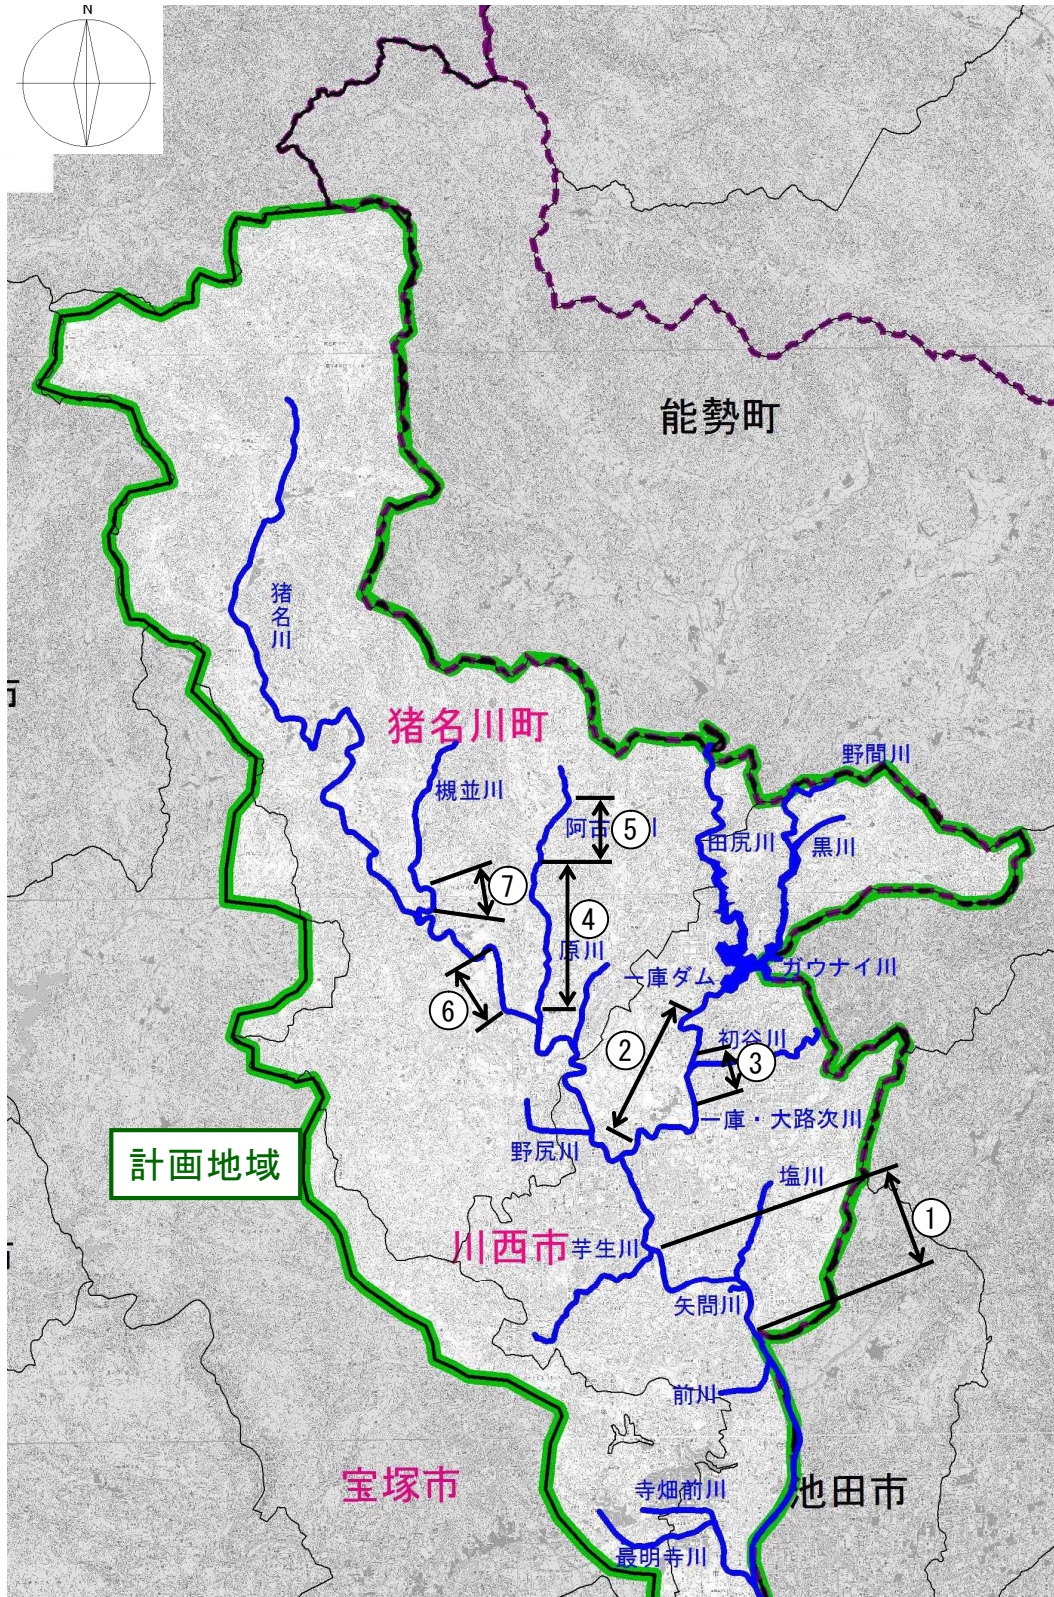 N
能勢町
猪名川
猪名川町
野間川
槻並川
阿古
川
⑤
田尻川
黒川
⑦
④
原川
一庫ダム
ガウナイ川
⑥
②
初谷川
③
一庫・大路次川
野尻川
計画地域
塩川
①
川西市
芋生川
矢問川
前川
宝塚市
寺畑前川
池田市
最明寺川